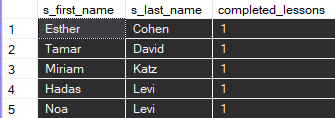 s_first_name s_last_name completed_lessons
1 Esther Cohen 1
2 Tamar David 1
3 Miriam Katz 1
4 Hadas Levi 1
5 Noa Levi 1